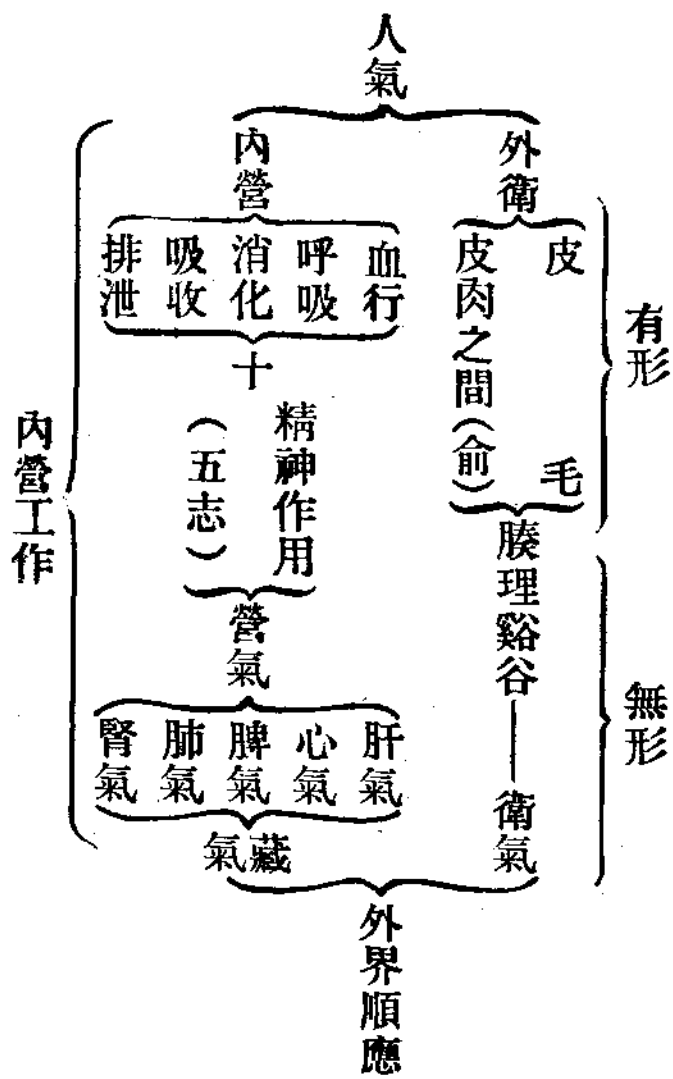 人氣
外衛
皮毛
皮肉之間(俞)
腠理谿谷——衛氣
有形
無形
內營
血行
呼吸
消化
吸收
排泄
十
精神作用
(五志)
營氣
肝氣
心氣
脾氣
肺氣
腎氣
藏氣
內營工作
外界順應